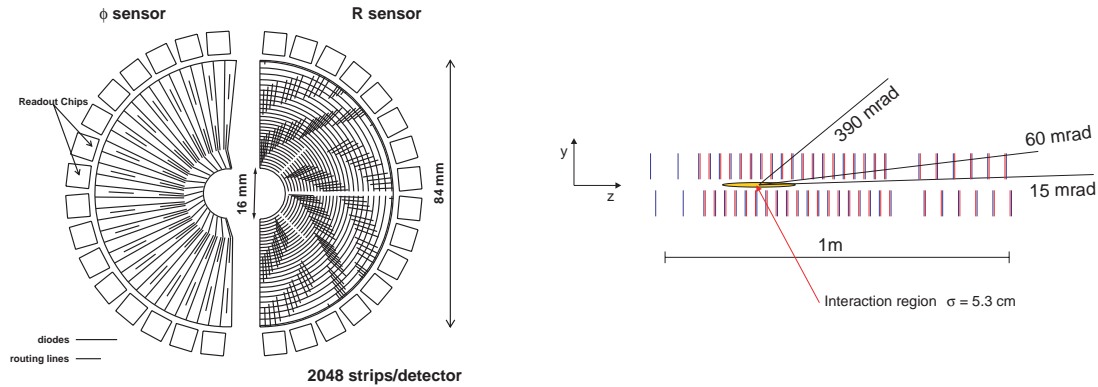 ϕ sensor
R sensor
Readout Chips
16 mm
84 mm
diodes
routing lines
2048 strips/detector
390 mrad
60 mrad
15 mrad
y
z
1m
Interaction region σ = 5.3 cm